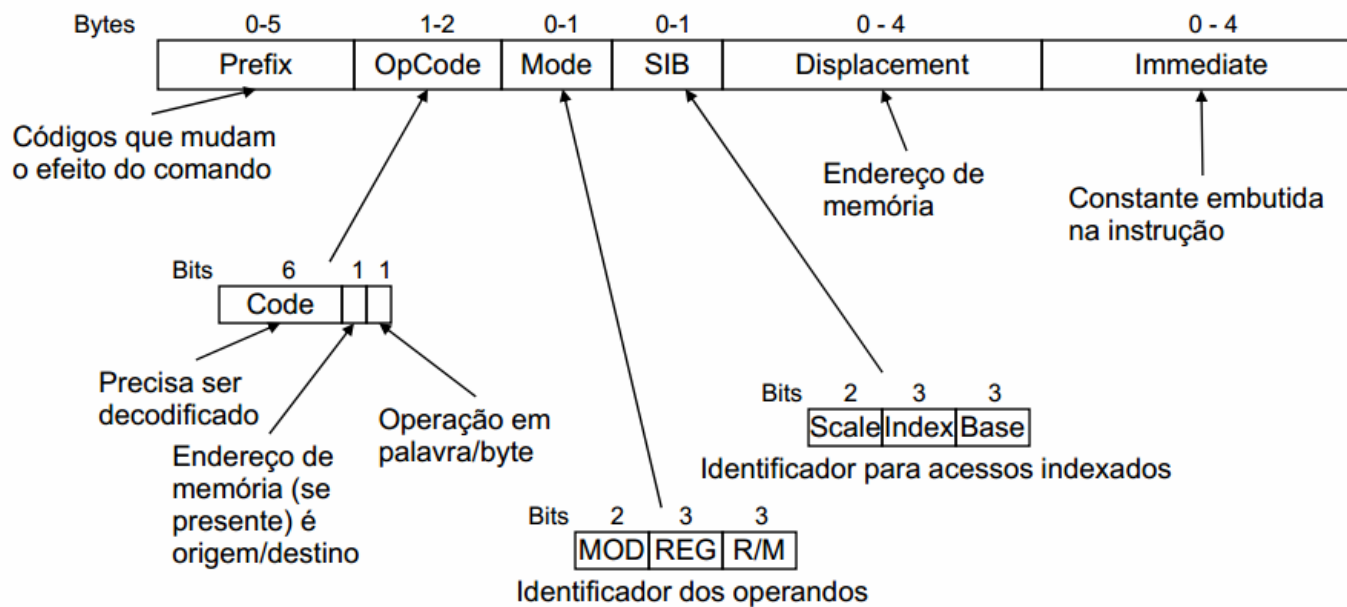 Bytes 0-5 1-2 0-1 0-1 0 - 4 0 - 4
Prefix OpCode Mode SIB Displacement Immediate
Códigos que mudam
o efeito do comando
Endereço de
memória
Constante embutida
na instrução
Bits 6 1 1
Code
Precisa ser
decodificado
Endereço de
memória (se
presente) é
origem/destino
Operação em
palavra/byte
Bits 2 3 3
Scale Index Base
Identificador para acessos indexados
Bits 2 3 3
MOD REG R/M
Identificador dos operandos